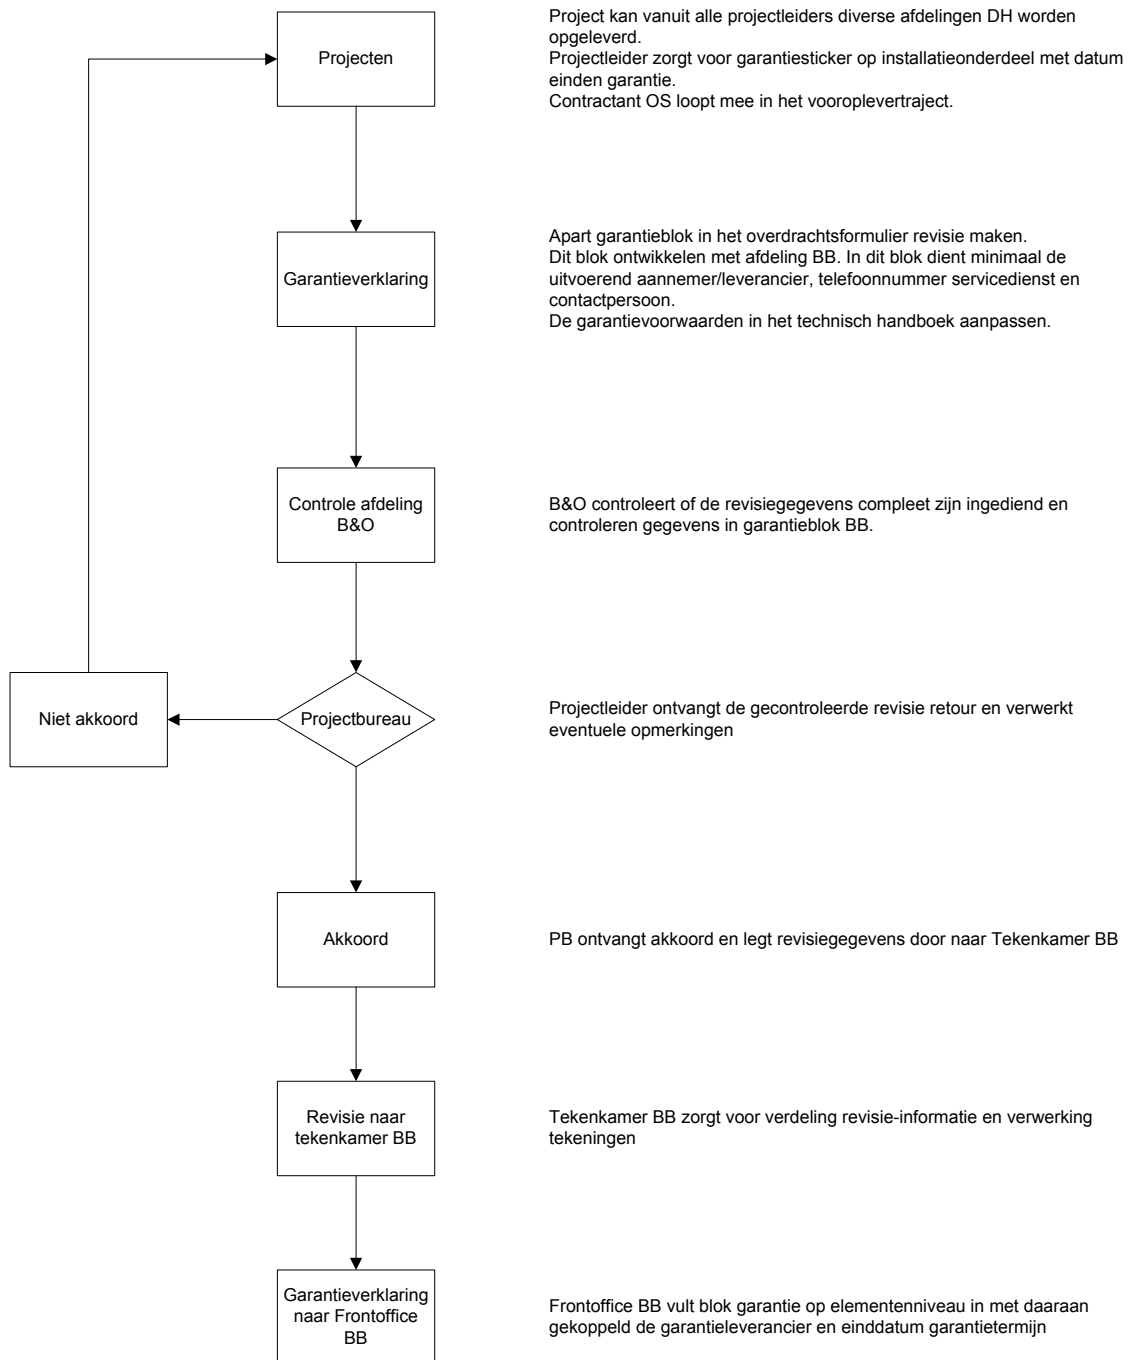 Projecten
Project kan vanuit alle projectleiders diverse afdelingen DH worden
opgeleverd.
Projectleider zorgt voor garantiesticker op installatieonderdeel met datum
einden garantie.
Contractant OS loopt mee in het vooroplevertraject.
Garantieverklaring
Apart garantieblok in het overdrachtsformulier revisie maken.
Dit blok ontwikkelen met afdeling BB. In dit blok dient minimaal de
uitvoerend aannemer/leverancier, telefoonnummer servicedienst en
contactpersoon.
De garantievoorwaarden in het technisch handboek aanpassen.
Controle afdeling
B&O
B&O controleert of de revisiegegevens compleet zijn ingediend en
controleren gegevens in garantieblok BB.
Niet akkoord
Projectbureau
Projectleider ontvangt de gecontroleerde revisie retour en verwerkt
eventuele opmerkingen
Akkoord
PB ontvangt akkoord en legt revisiegegevens door naar Tekenkamer BB
Revisie naar
tekenkamer BB
Tekenkamer BB zorgt voor verdeling revisie-informatie en verwerking
tekeningen
Garantieverklaring
naar Frontoffice
BB
Frontoffice BB vult blok garantie op elementenniveau in met daaraan
gekoppeld de garantieleverancier en einddatum garantietermijn